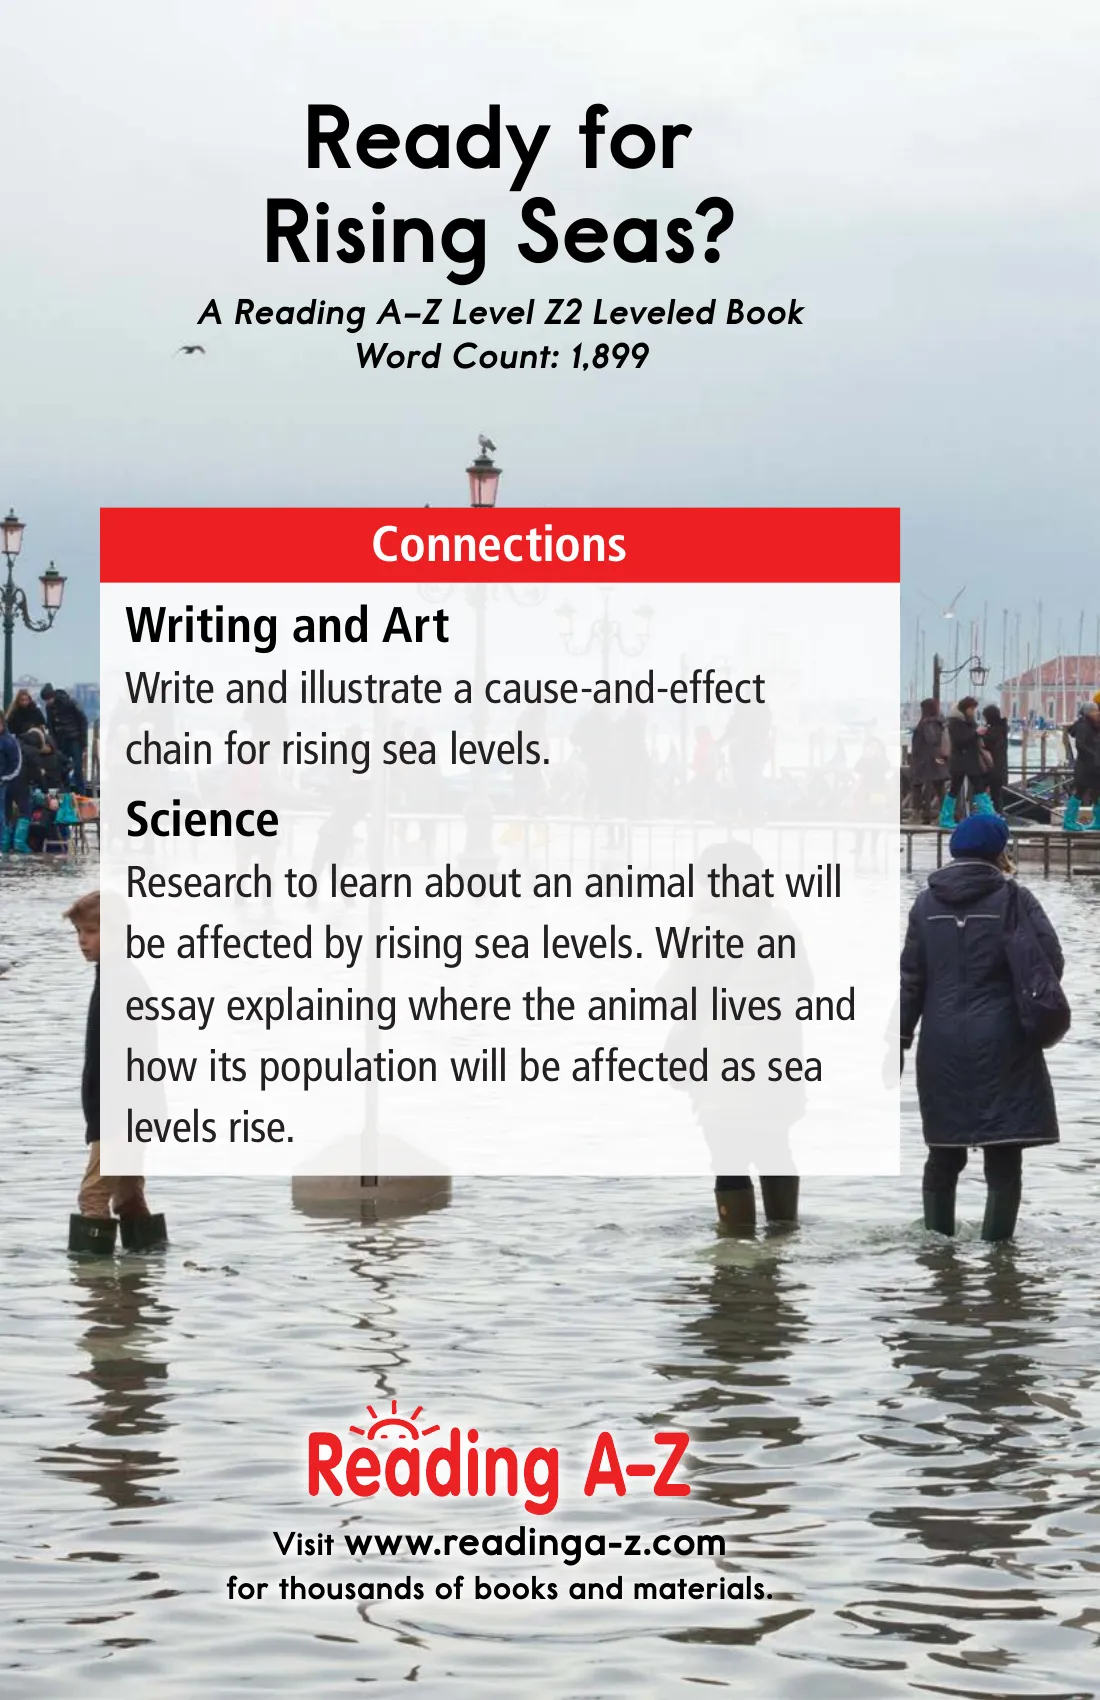 Ready for
Rising Seas?
A Reading A–Z Level Z2 Leveled Book
Word Count: 1,899
Connections
Writing and Art
Write and illustrate a cause-and-effect
chain for rising sea levels.
Science
Research to learn about an animal that will
be affected by rising sea levels. Write an
essay explaining where the animal lives and
how its population will be affected as sea
levels rise.
Reading A–Z
Visit www.readinga-z.com
for thousands of books and materials.